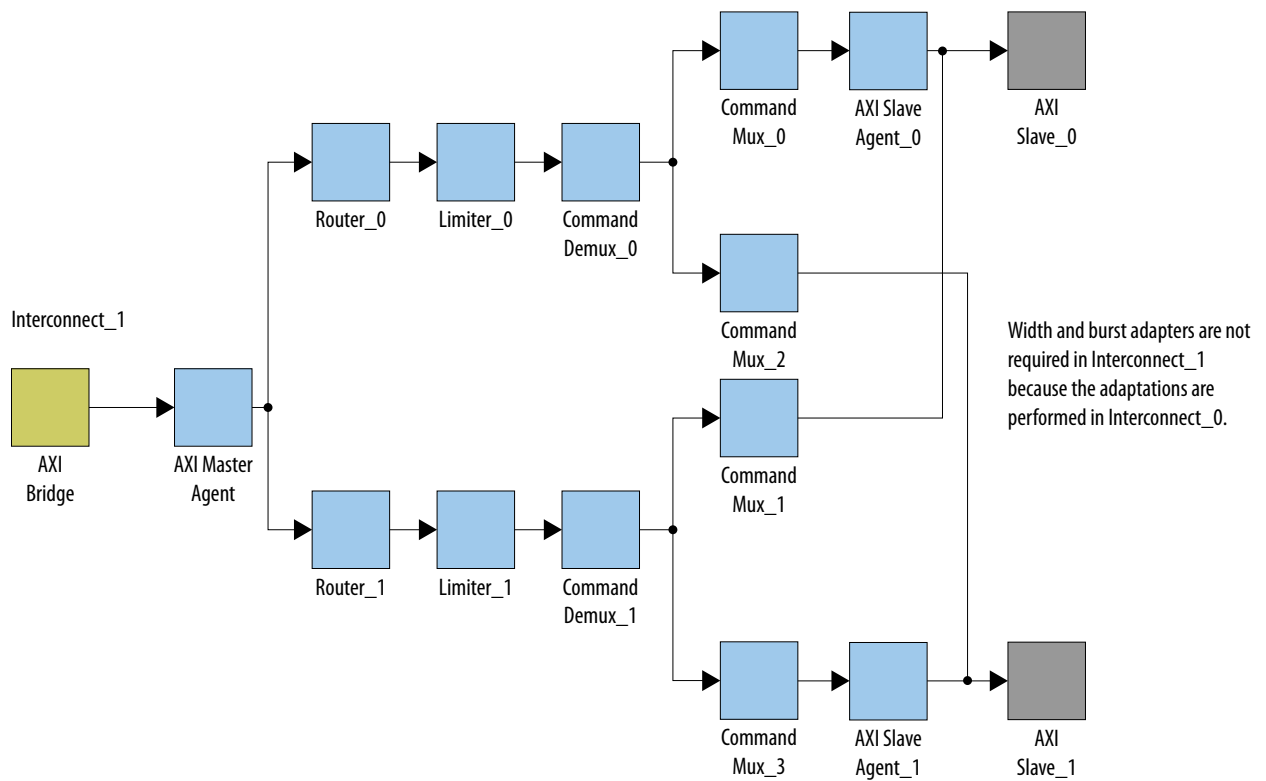 Command
Mux_0
AXI Slave
Agent_0
AXI
Slave_0
Router_0
Limiter_0
Command
Demux_0
Interconnect_1
Command
Mux_2
Width and burst adapters are not
required in Interconnect_1
because the adaptations are
performed in Interconnect_0.
AXI
Bridge
AXI Master
Agent
Command
Mux_1
Router_1
Limiter_1
Command
Demux_1
Command
Mux_3
AXI Slave
Agent_1
AXI
Slave_1